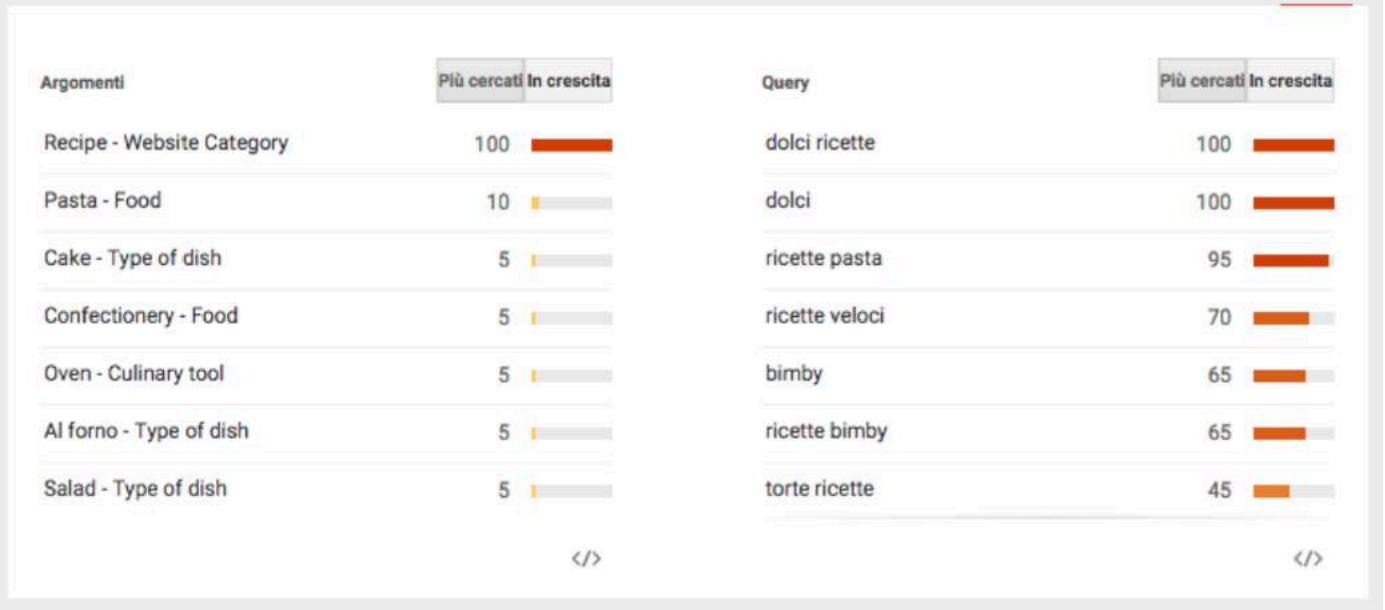 Argomenti Più cercati In crescita
Recipe - Website Category 100
Pasta - Food 10
Cake - Type of dish 5
Confectionery - Food 5
Oven - Culinary tool 5
Al forno - Type of dish 5
Salad - Type of dish 5
</>
Query Più cercati In crescita
dolci ricette 100
dolci 100
ricette pasta 95
ricette veloci 70
bimby 65
ricette bimby 65
torte ricette 45
</>